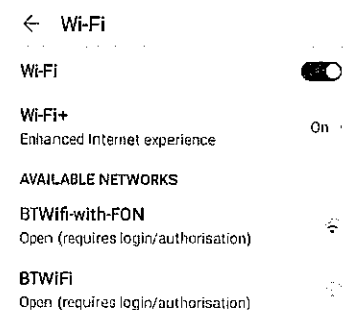 Wi-Fi
Wi-Fi
Wi-Fi+
Enhanced Internet experience
On
AVAILABLE NETWORKS
BTWifi-with-FON
Open (requires login/authorisation)
BTWiFi
Open (requires login/authorisation)